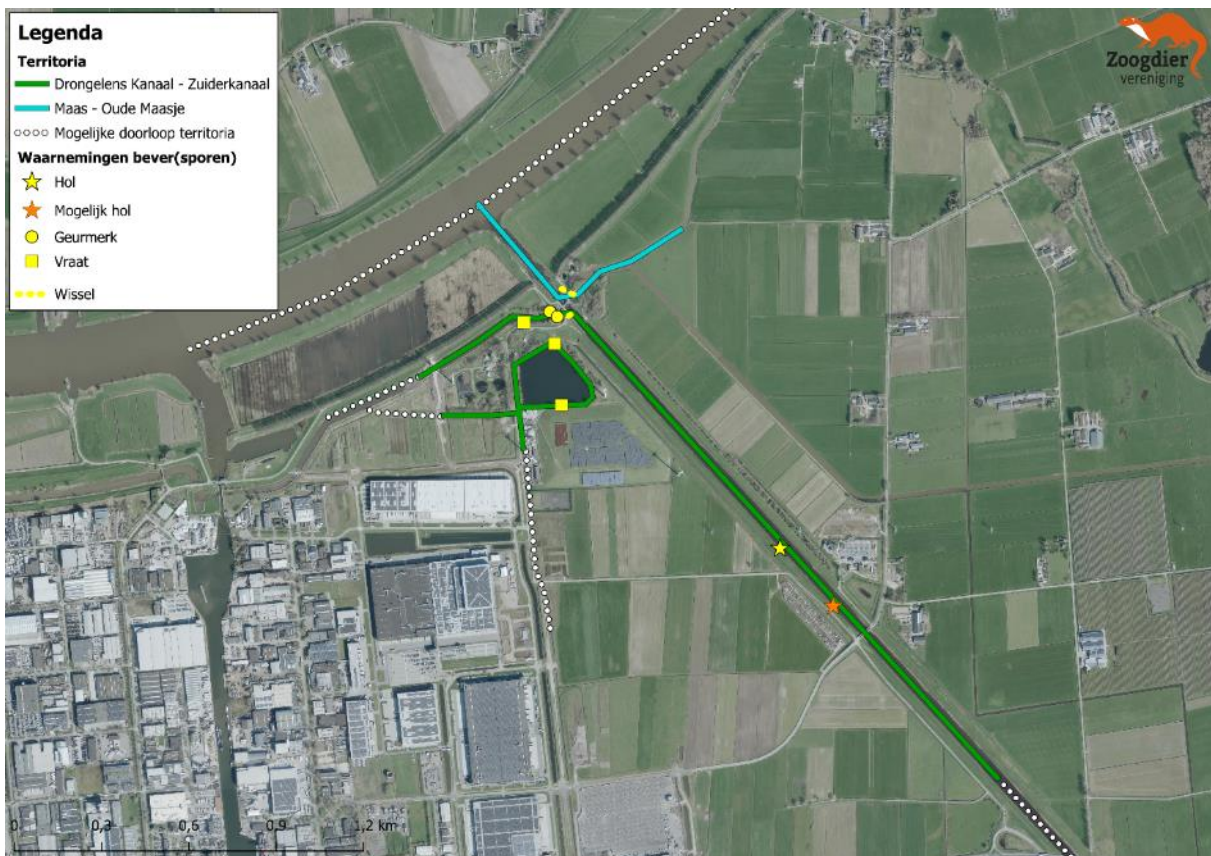 Legenda
Territoria
Drongelens Kanaal - Zuiderkanaal
Maas - Oude Maasje
Mogelijke doorloop territoria
Waarnemingen bever(sporen)
Hol
Mogelijk hol
Geurmerk
Vraat
Wissel
Zoogdier
vereniging
0 0,3 0,6 0,9 1,2 km